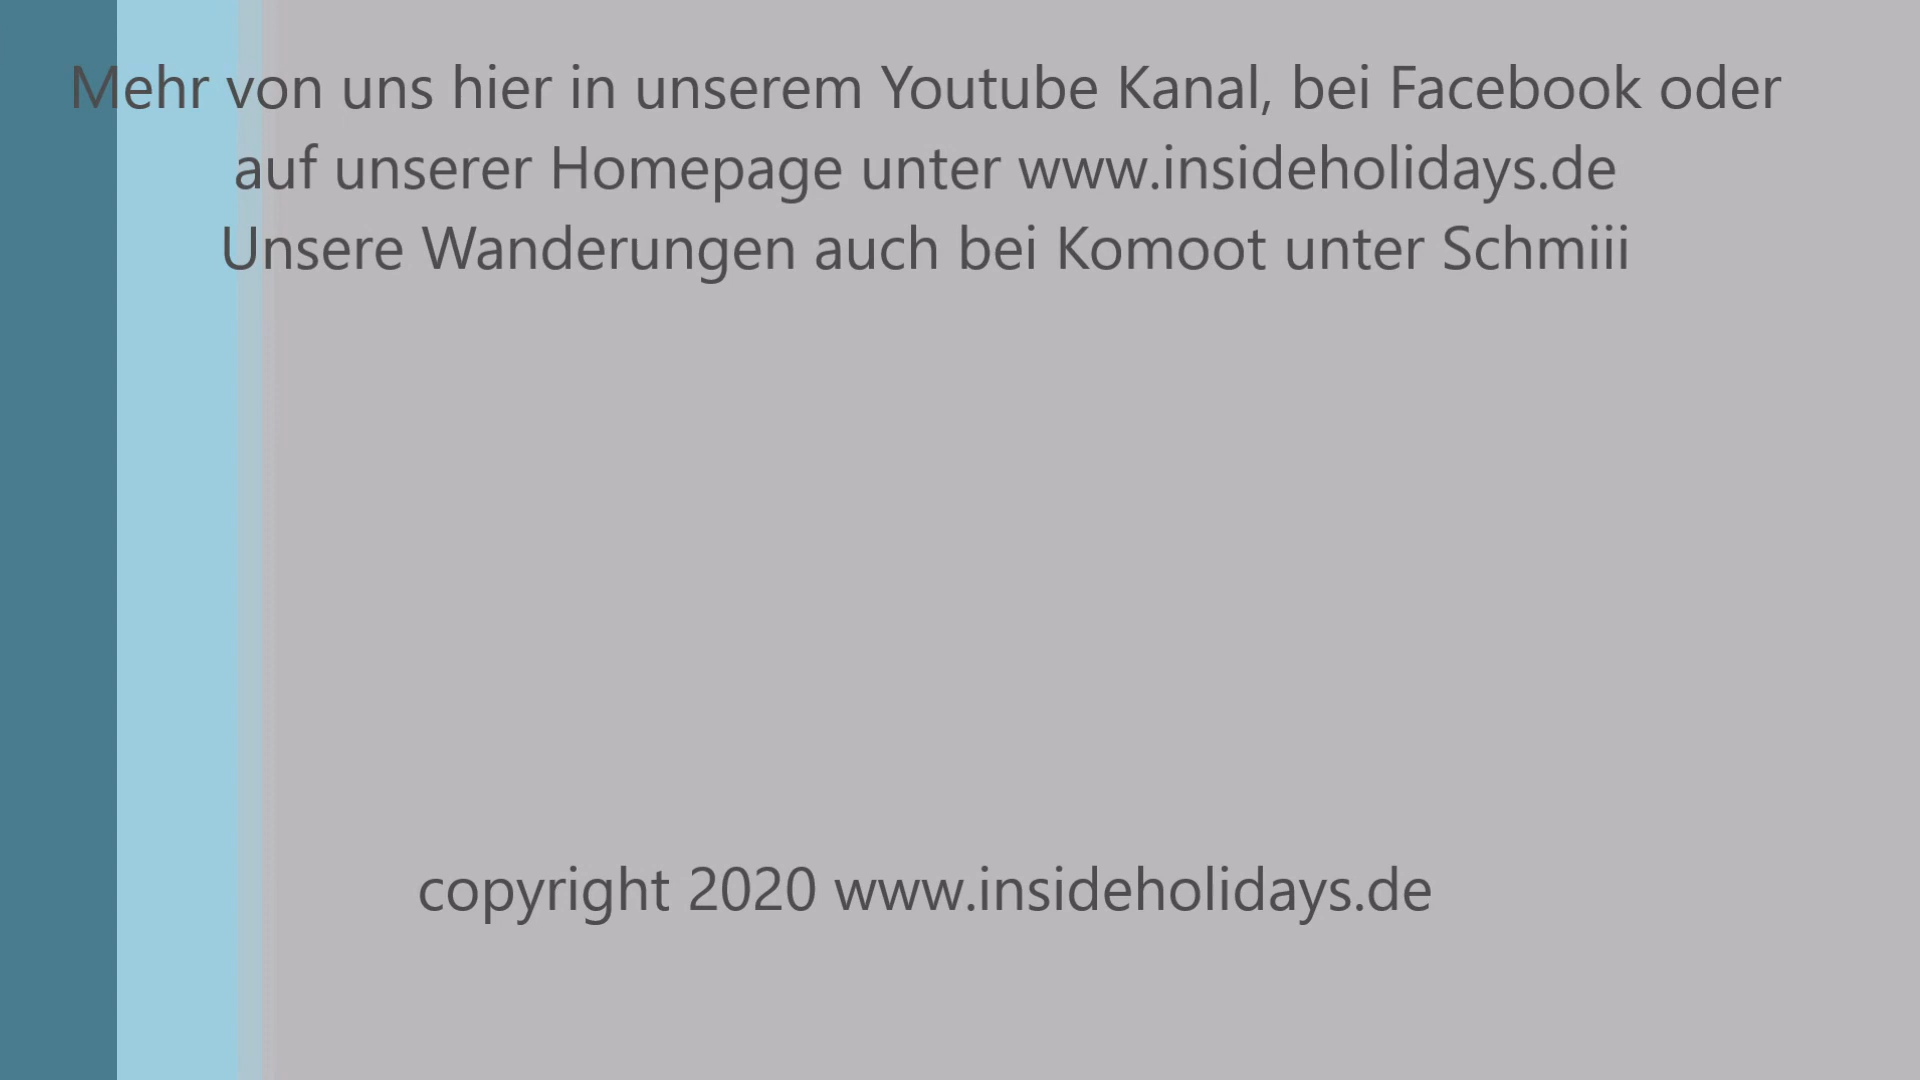 Mehr von uns hier in unserem Youtube Kanal, bei Facebook oder
auf unserer Homepage unter www.insideholidays.de
Unsere Wanderungen auch bei Komoot unter Schmiii
copyright 2020 www.insideholidays.de